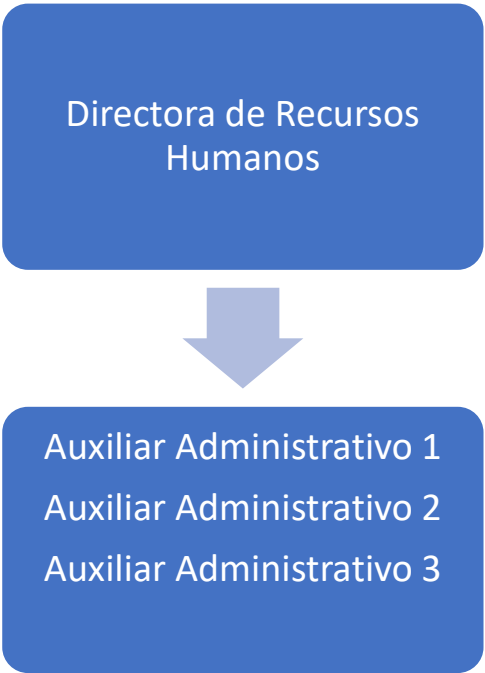 Directora de Recursos
Humanos
Auxiliar Administrativo 1
Auxiliar Administrativo 2
Auxiliar Administrativo 3